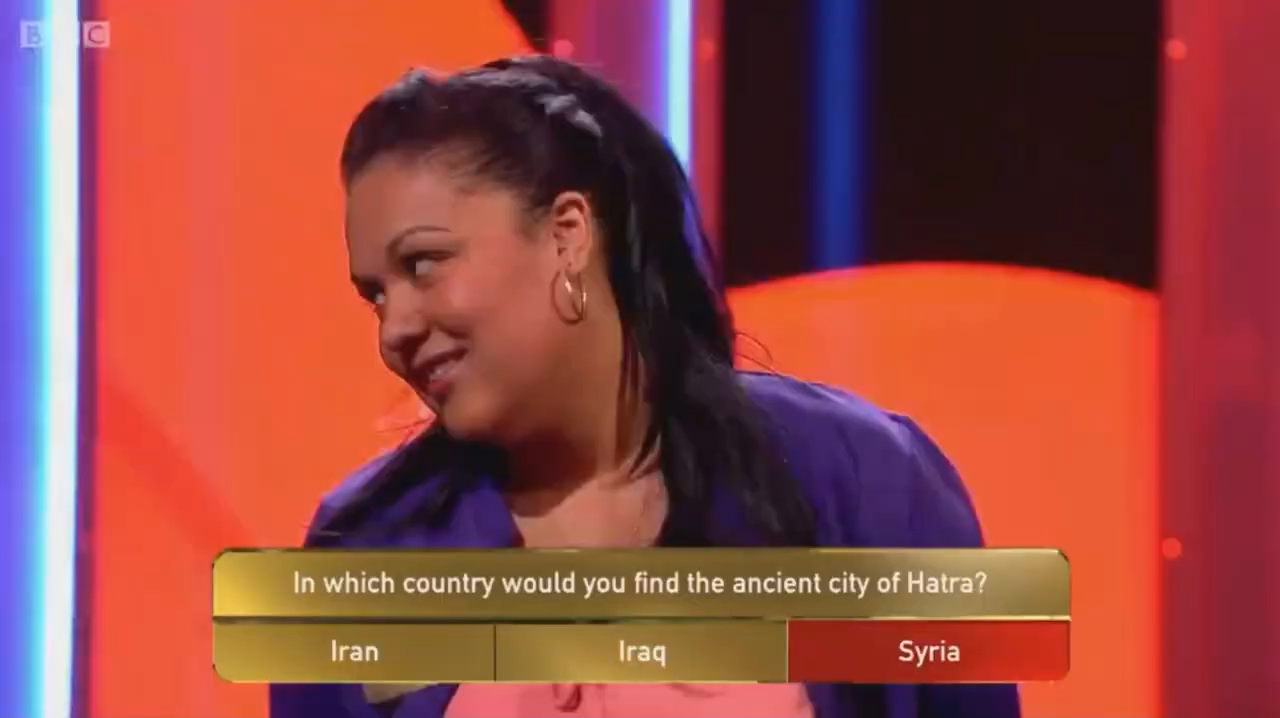 BBC
In which country would you find the ancient city of Hatra?
Iran
Iraq
Syria